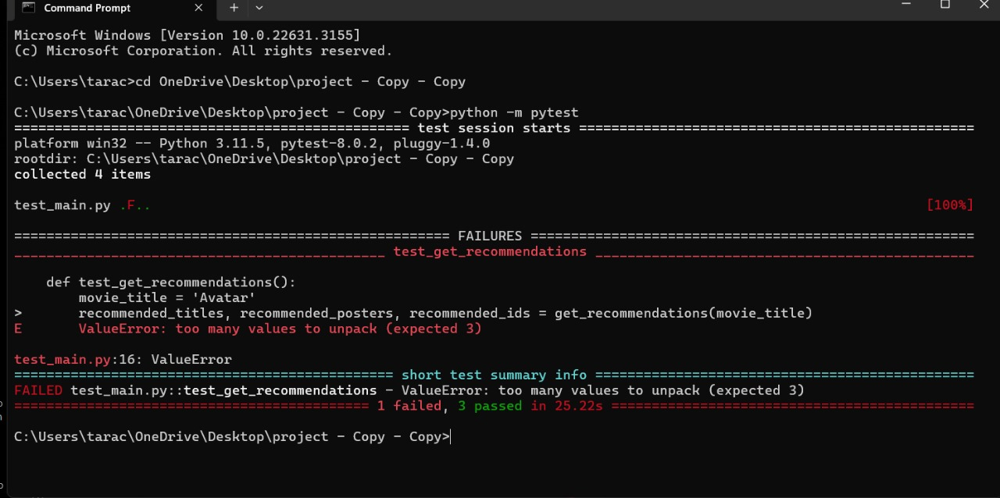 Command Prompt
Microsoft Windows [Version 10.0.22631.3155]
(c) Microsoft Corporation. All rights reserved.
C:\Users\tarac>cd OneDrive\Desktop\project - Copy - Copy
C:\Users\tarac\OneDrive\Desktop\project - Copy - Copy>python -m pytest
================================================= test session starts =================================================
platform win32 -- Python 3.11.5, pytest-8.0.2, pluggy-1.4.0
rootdir: C:\Users\tarac\OneDrive\Desktop\project - Copy - Copy
collected 4 items
test_main.py .F.. [100%]
====================================================== FAILURES =======================================================
______________________________________________ test_get_recommendations _______________________________________________
    def test_get_recommendations():
        movie_title = 'Avatar'
>       recommended_titles, recommended_posters, recommended_ids = get_recommendations(movie_title)
E       ValueError: too many values to unpack (expected 3)
test_main.py:16: ValueError
=============================================== short test summary info ===============================================
FAILED test_main.py::test_get_recommendations - ValueError: too many values to unpack (expected 3)
============================================ 1 failed, 3 passed in 25.22s =============================================
C:\Users\tarac\OneDrive\Desktop\project - Copy - Copy>